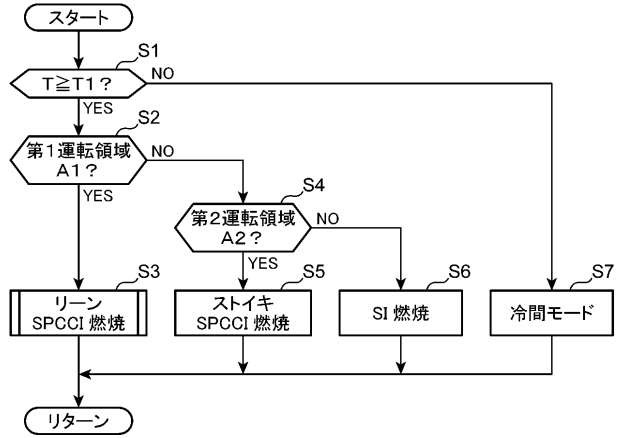 スタート
S1
T≧T1?
NO
YES
S2
第1運転領域
A1?
NO
YES
S4
第2運転領域
A2?
NO
YES
S3
リーン
SPCCI 燃焼
S5
ストイキ
SPCCI 燃焼
S6
SI 燃焼
S7
冷間モード
リターン